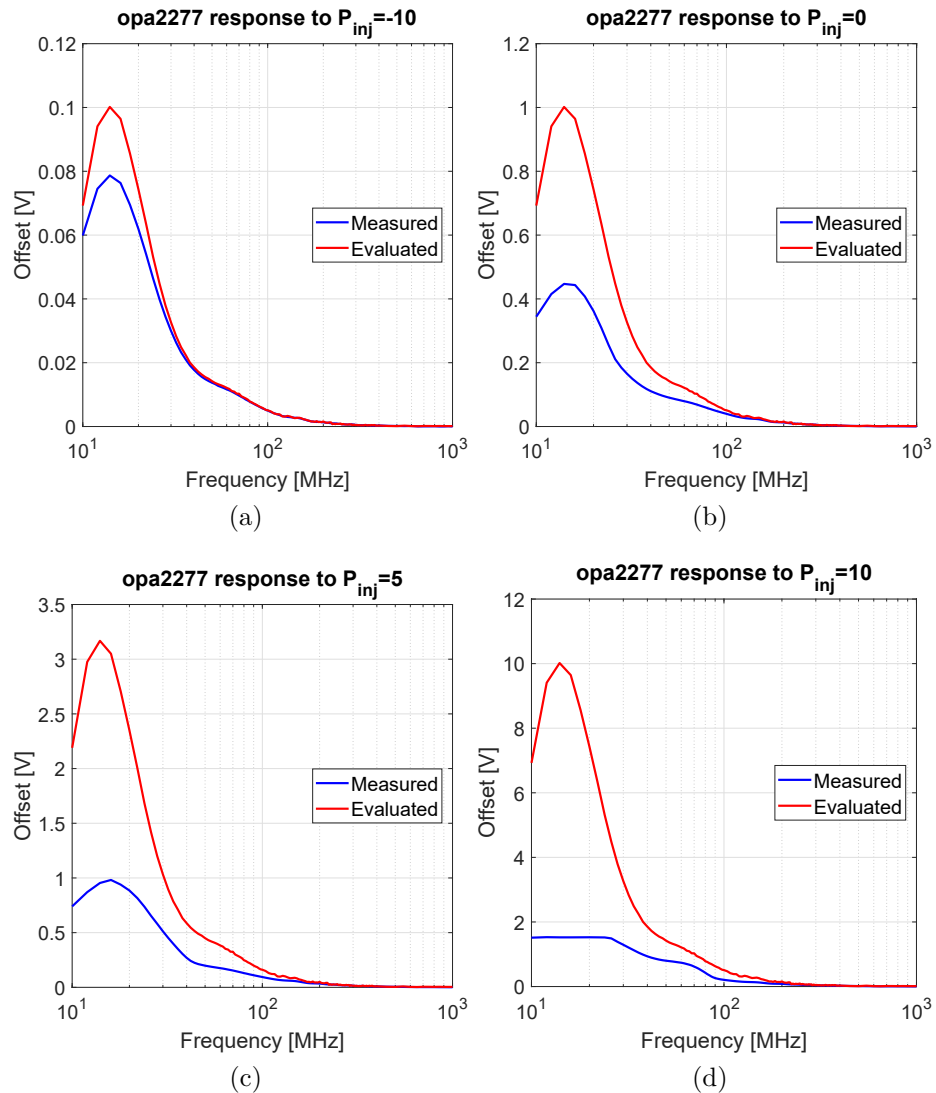 opa2277 response to P_inj=-10
0.12
0.1
0.08
0.06
0.04
0.02
0
Offset [V]
Measured
Evaluated
10^1
10^2
10^3
Frequency [MHz]
(a)
opa2277 response to P_inj=0
1.2
1
0.8
0.6
0.4
0.2
0
Offset [V]
Measured
Evaluated
10^1
10^2
10^3
Frequency [MHz]
(b)
opa2277 response to P_inj=5
3.5
3
2.5
2
1.5
1
0.5
0
Offset [V]
Measured
Evaluated
10^1
10^2
10^3
Frequency [MHz]
(c)
opa2277 response to P_inj=10
12
10
8
6
4
2
0
Offset [V]
Measured
Evaluated
10^1
10^2
10^3
Frequency [MHz]
(d)